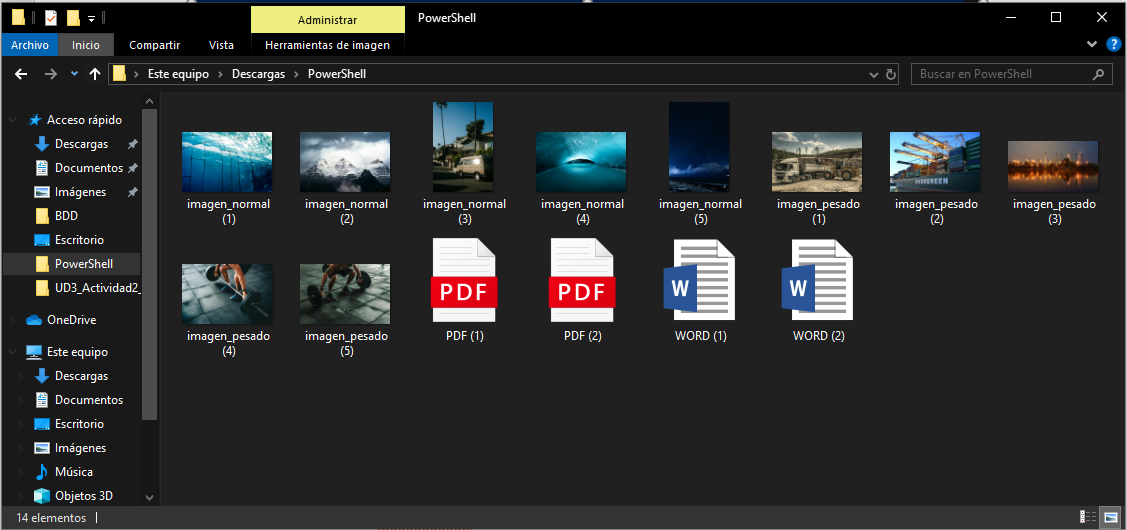 Administrar
PowerShell
Archivo
Inicio
Compartir
Vista
Herramientas de imagen
Este equipo
Descargas
PowerShell
Buscar en PowerShell
Acceso rápido
Descargas
Documentos
Imágenes
BDD
Escritorio
PowerShell
UD3_Actividad2_
OneDrive
Este equipo
Descargas
Documentos
Escritorio
Imágenes
Música
Objetos 3D
imagen_normal
(1)
imagen_normal
(2)
imagen_normal
(3)
imagen_normal
(4)
imagen_normal
(5)
imagen_pesado
(1)
EVERGREEN
imagen_pesado
(2)
imagen_pesado
(3)
imagen_pesado
(4)
imagen_pesado
(5)
PDF
PDF (1)
PDF
PDF (2)
W
WORD (1)
W
WORD (2)
14 elementos